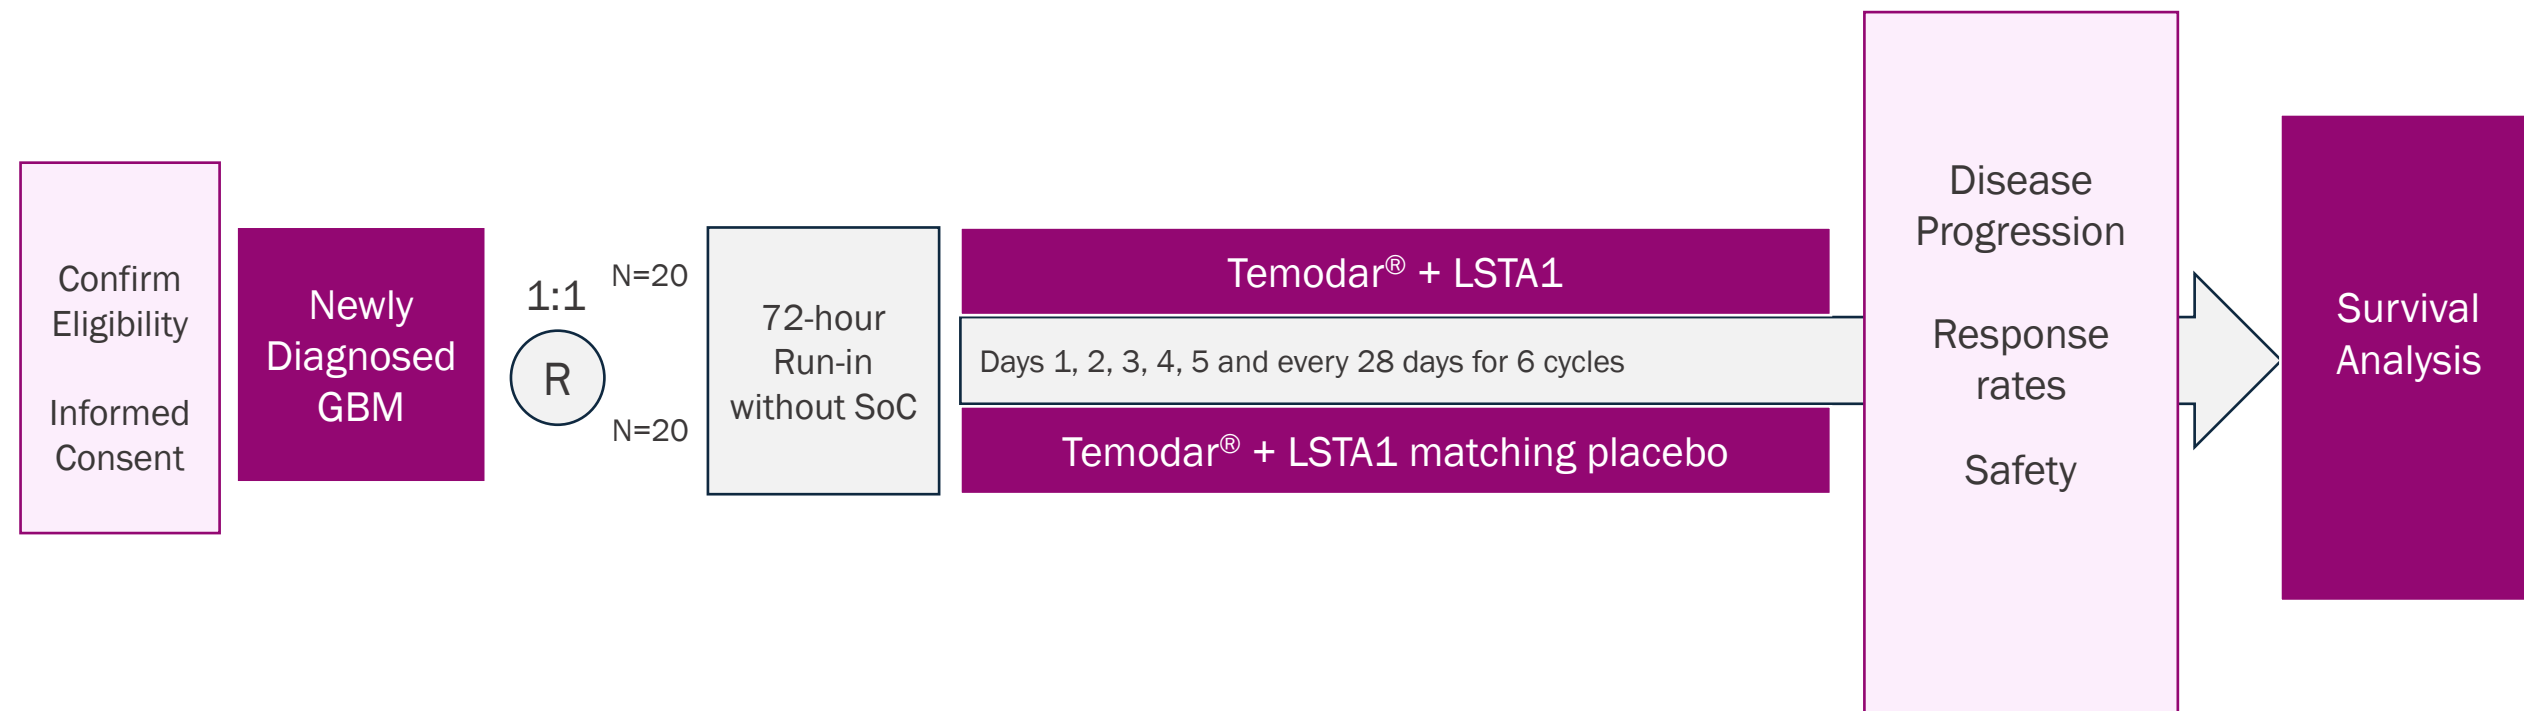 Confirm
Eligibility
Informed
Consent
Newly
Diagnosed
GBM
1:1
R
N=20
N=20
72-hour
Run-in
without SoC
Temodar® + LSTA1
Days 1, 2, 3, 4, 5 and every 28 days for 6 cycles
Temodar® + LSTA1 matching placebo
Disease
Progression
Response
rates
Safety
Survival
Analysis